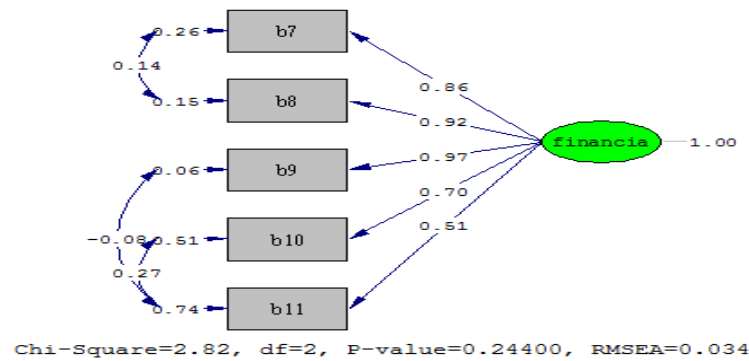 0.26
b7
0.14
0.86
0.15
b8
0.92
financia
1.00
0.06
b9
0.97
0.70
-0.08
0.51
b10
0.51
0.27
0.74
b11
Chi-Square=2.82, df=2, P-value=0.24400, RMSEA=0.034